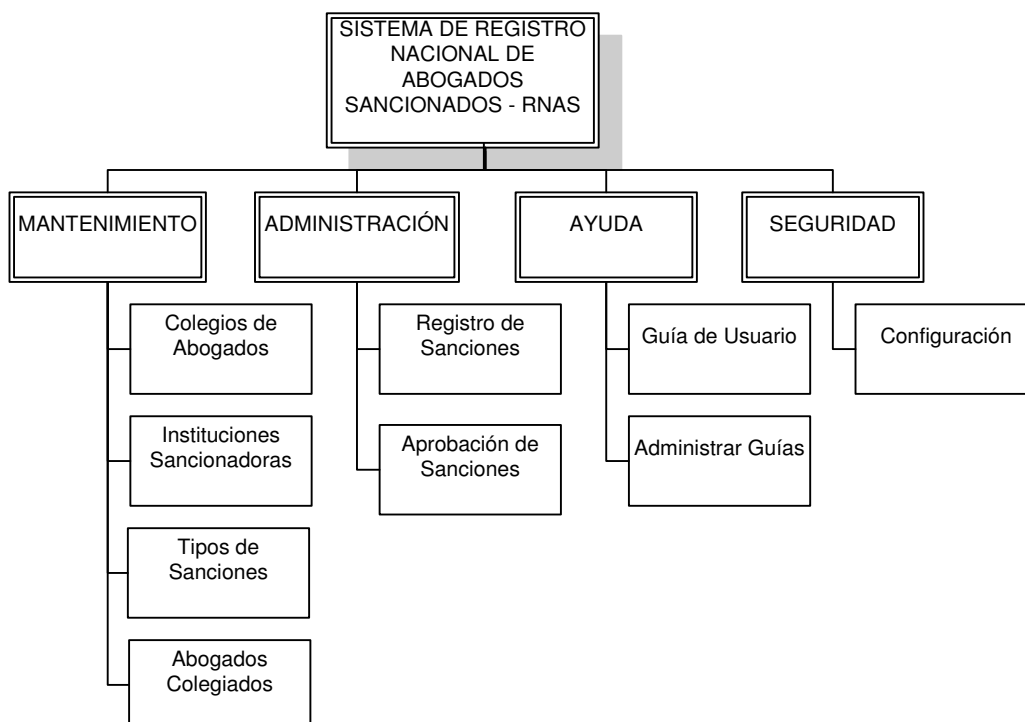 SISTEMA DE REGISTRO
NACIONAL DE
ABOGADOS
SANCIONADOS - RNAS
MANTENIMIENTO
ADMINISTRACIÓN
AYUDA
SEGURIDAD
Colegios de
Abogados
Registro de
Sanciones
Guía de Usuario
Configuración
Instituciones
Sancionadoras
Aprobación de
Sanciones
Administrar Guías
Tipos de
Sanciones
Abogados
Colegiados